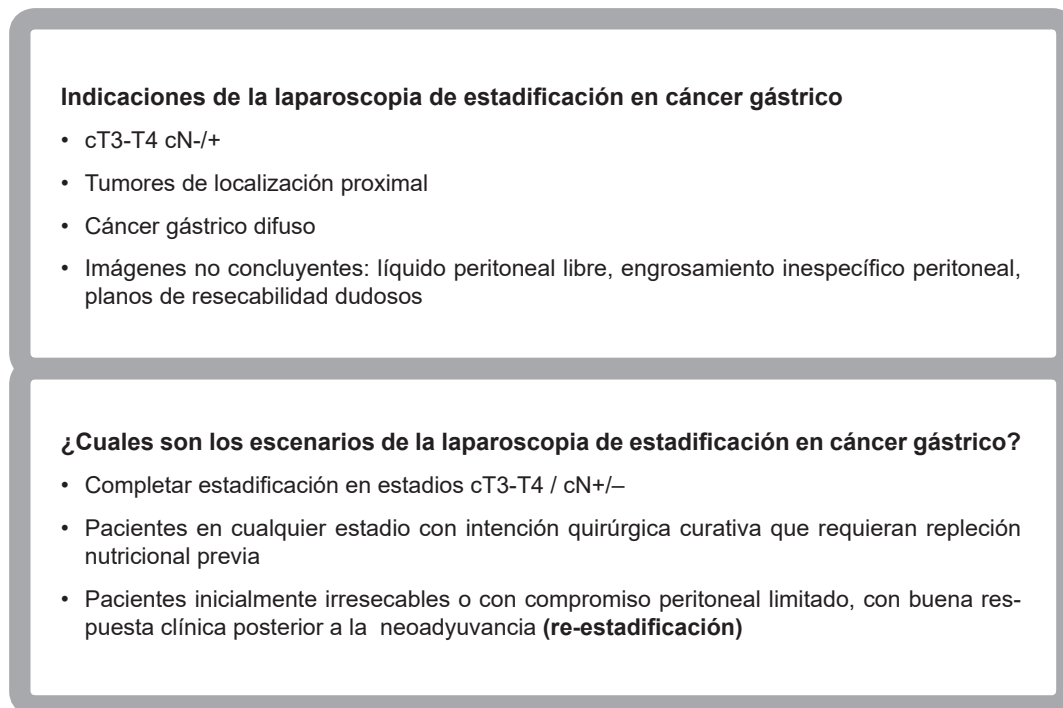 Indicaciones de la laparoscopia de estadificación en cáncer gástrico
• cT3-T4 cN-/+
• Tumores de localización proximal
• Cáncer gástrico difuso
• Imágenes no concluyentes: líquido peritoneal libre, engrosamiento inespecífico peritoneal,
planos de resecabilidad dudosos
¿Cuales son los escenarios de la laparoscopia de estadificación en cáncer gástrico?
• Completar estadificación en estadios cT3-T4 / cN+/–
• Pacientes en cualquier estadio con intención quirúrgica curativa que requieran repleción
nutricional previa
• Pacientes inicialmente irresecables o con compromiso peritoneal limitado, con buena res-
puesta clínica posterior a la neoadyuvancia (re-estadificación)